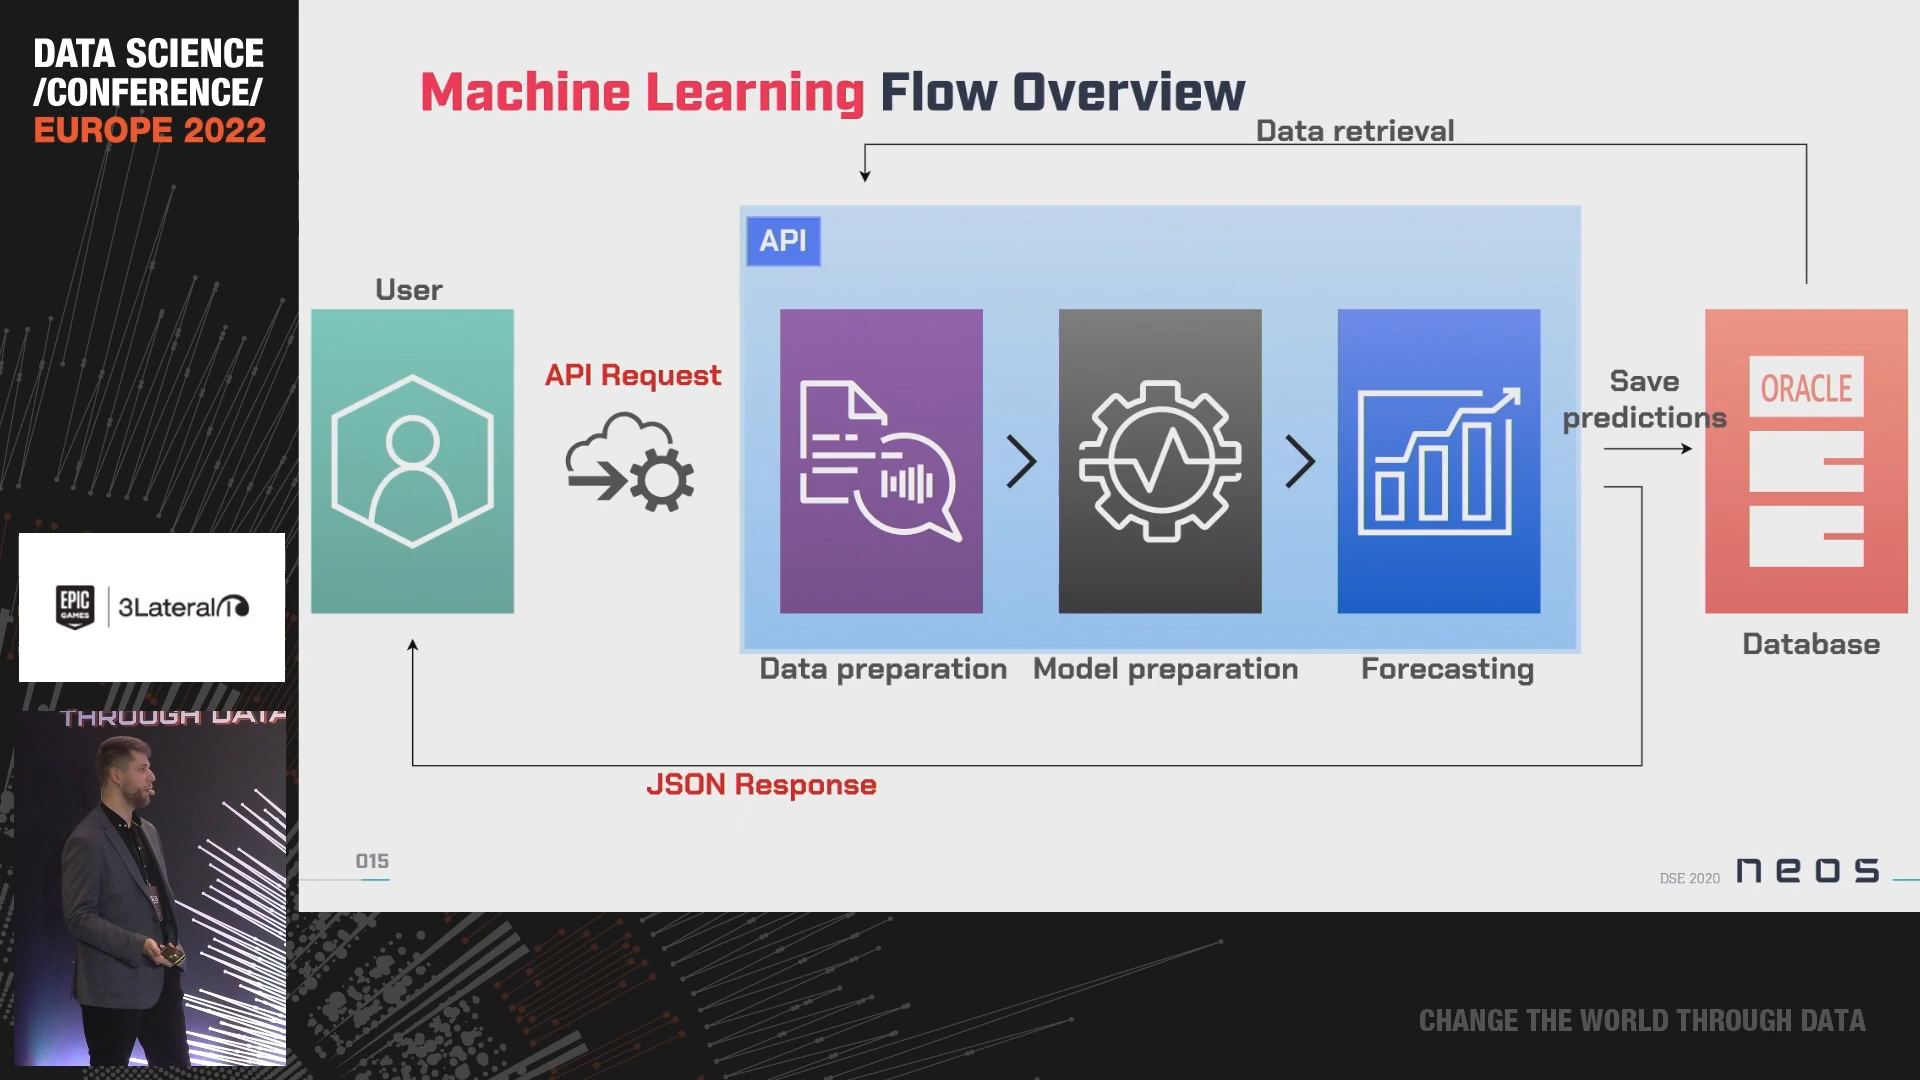 DATA SCIENCE
/CONFERENCE/
EUROPE 2022
Machine Learning Flow Overview
Data retrieval
API
User
API Request
Save
predictions
ORACLE
Database
Data preparation
Model preparation
Forecasting
JSON Response
015
DSE 2020
neos
EPIC
GAMES
3Lateral
THROUGH DATA
CHANGE THE WORLD THROUGH DATA